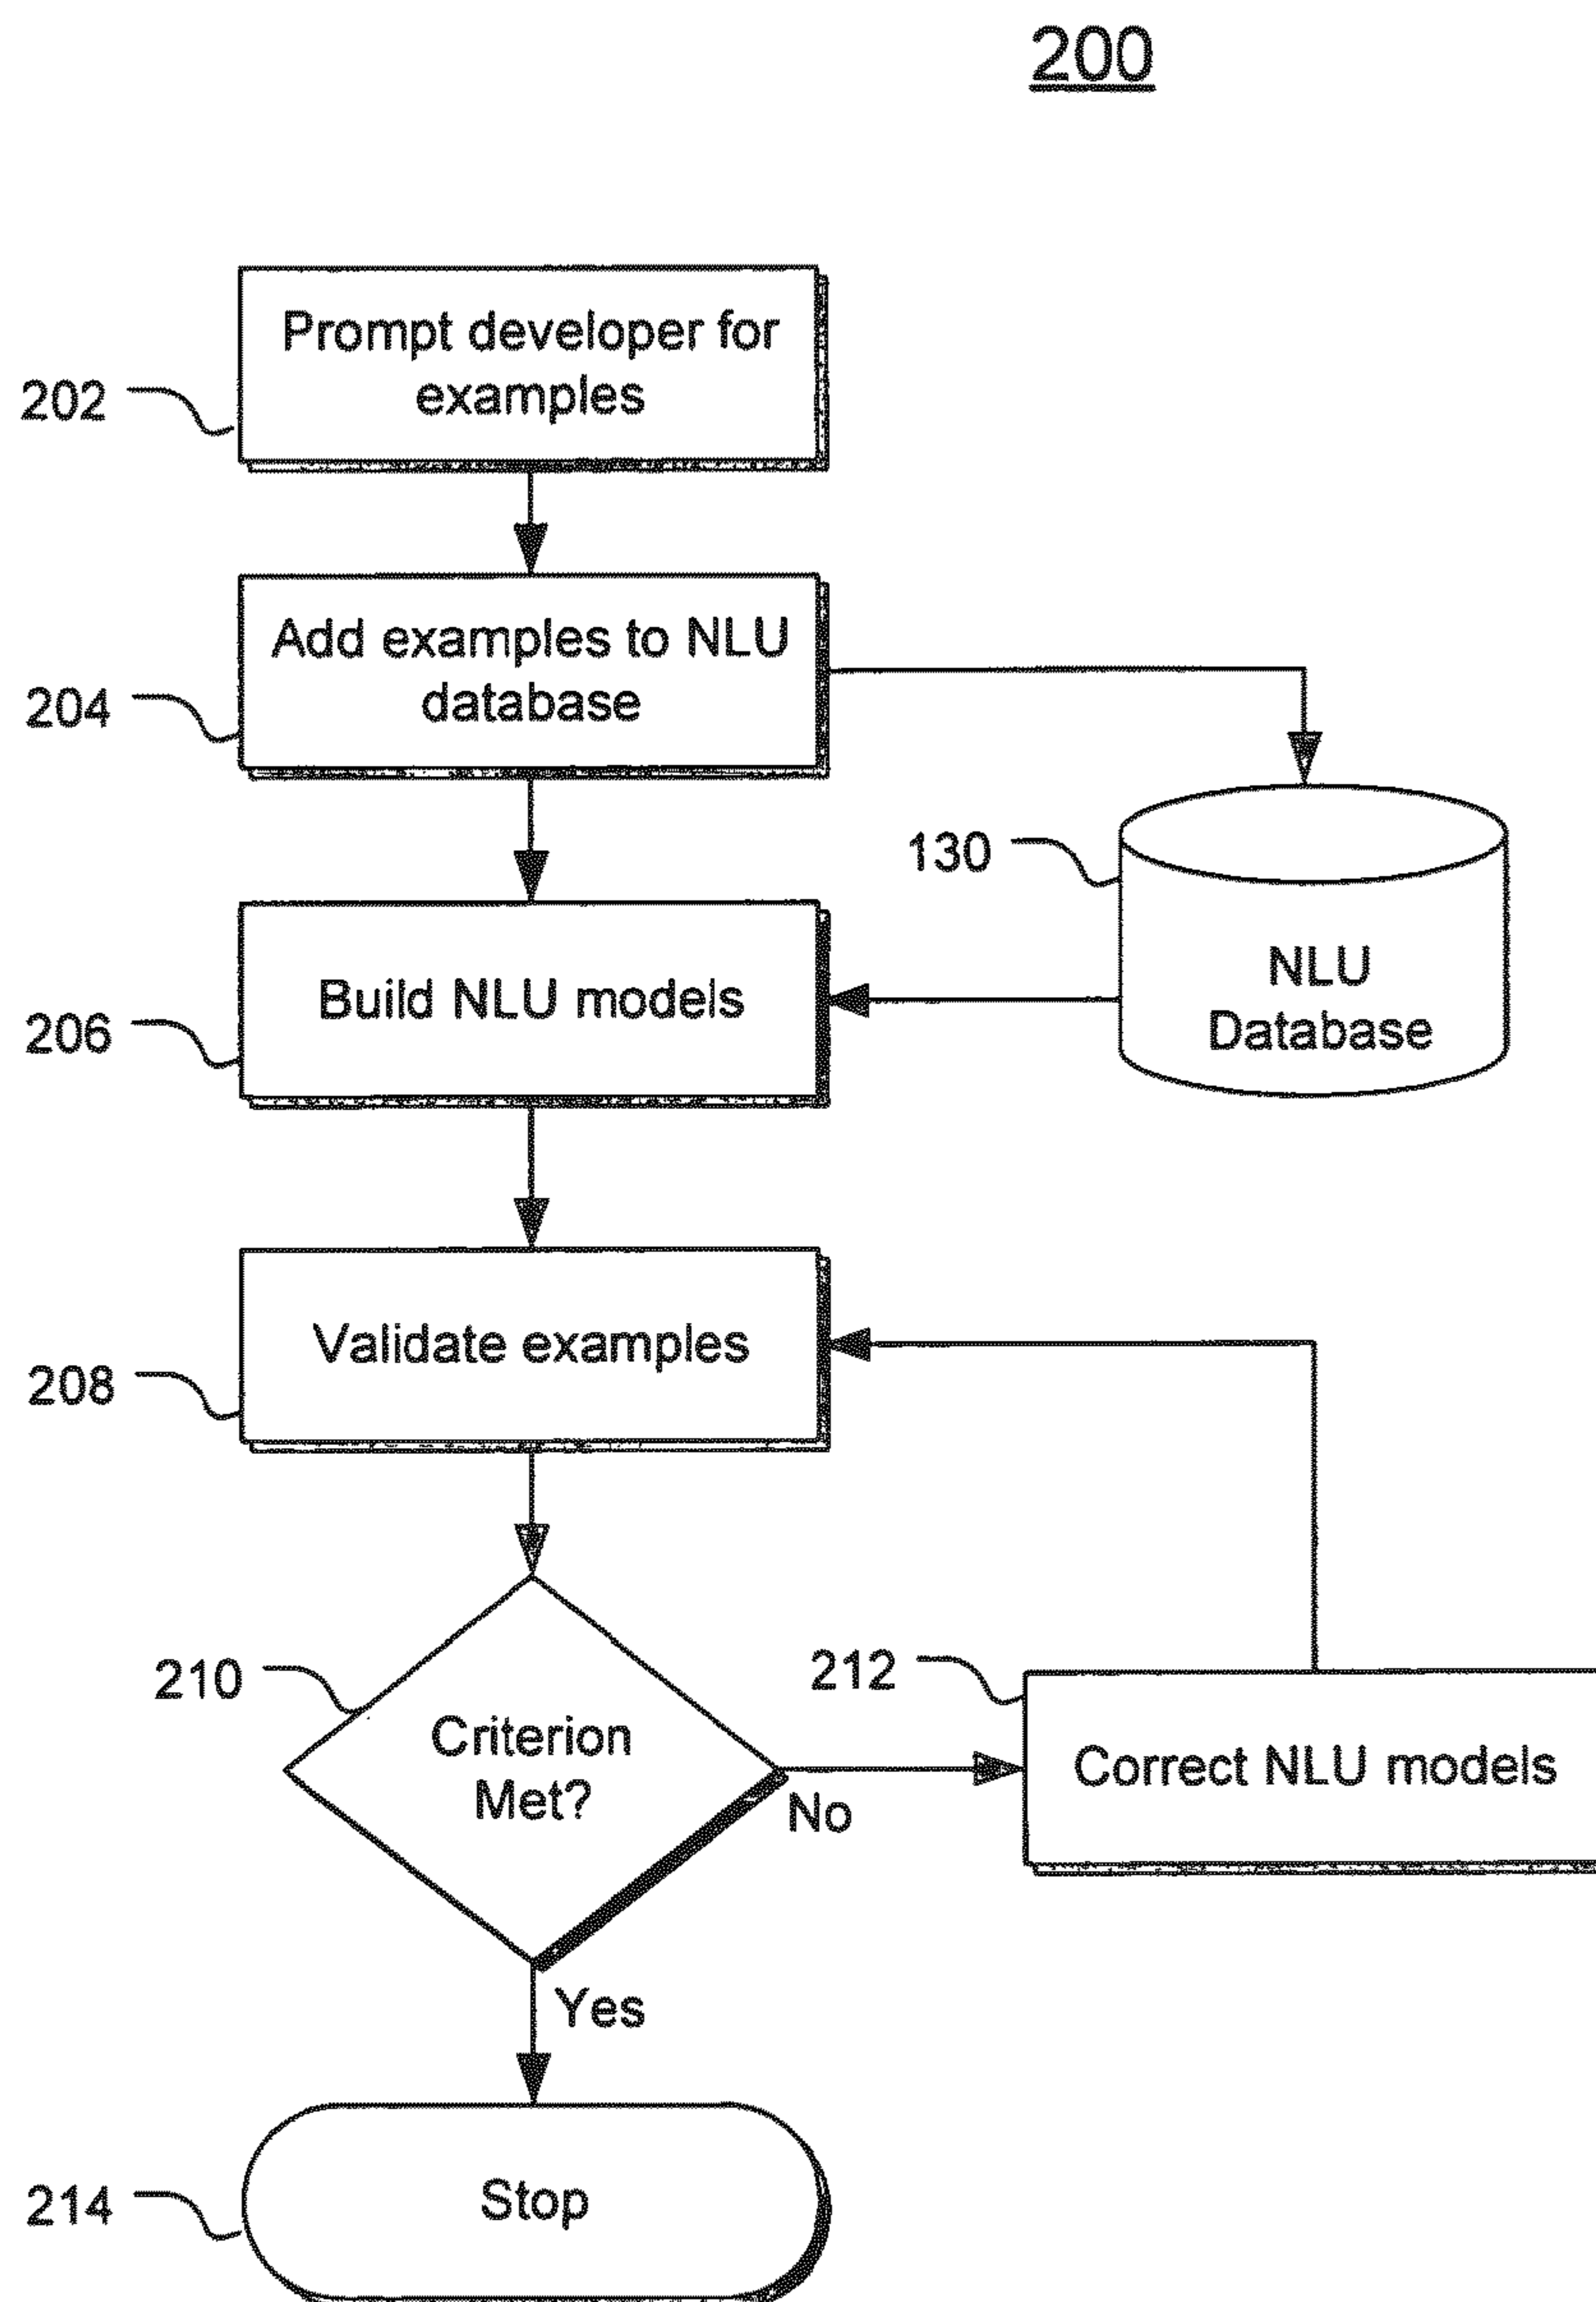 200
Prompt developer for
examples
202
Add examples to NLU
database
204
130
NLU
Database
Build NLU models
206
Validate examples
208
210
Criterion
Met?
No
212
Correct NLU models
Yes
Stop
214